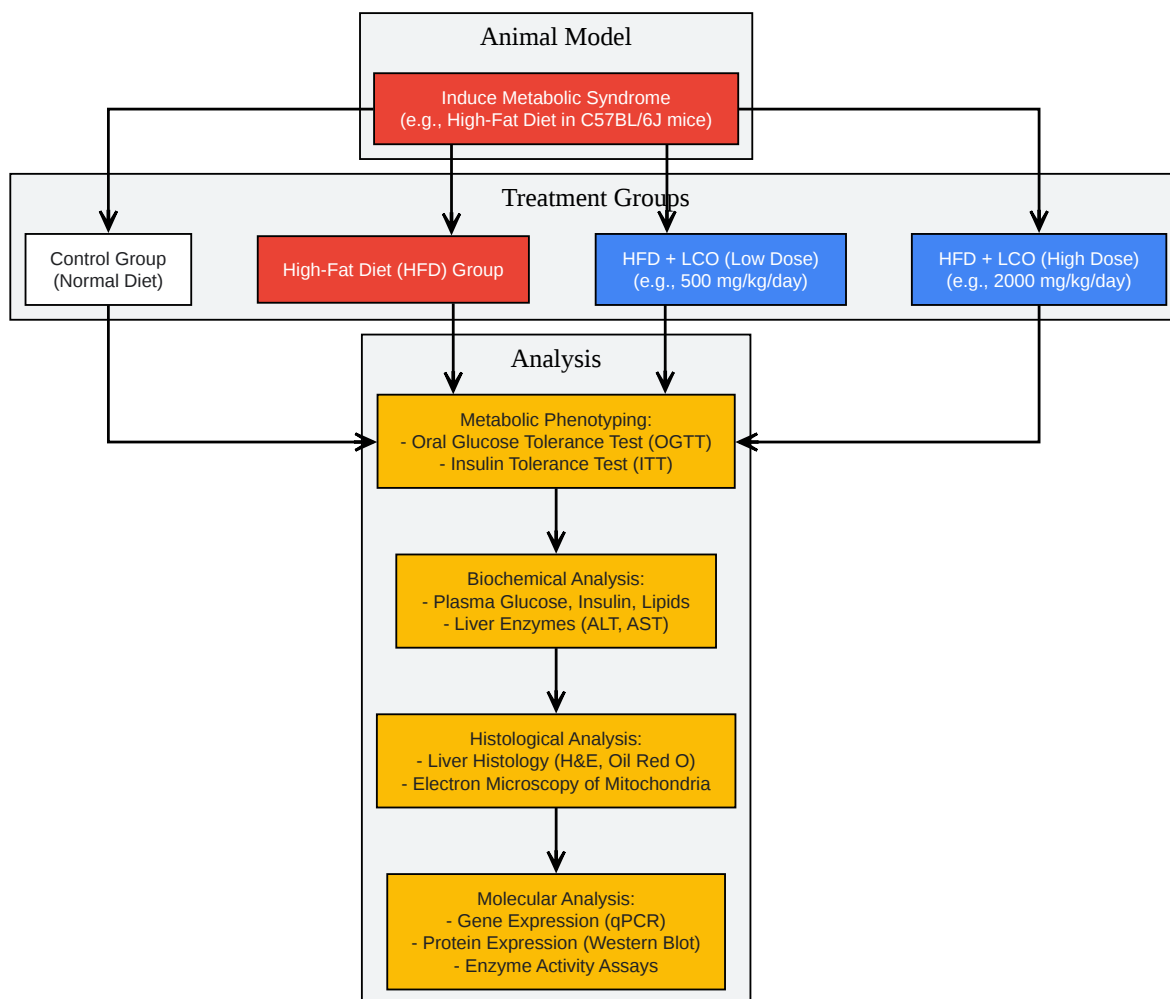 Animal Model
Induce Metabolic Syndrome
(e.g., High-Fat Diet in C57BL/6J mice)
Treatment Groups
Control Group
(Normal Diet)
High-Fat Diet (HFD) Group
HFD + LCO (Low Dose)
(e.g., 500 mg/kg/day)
HFD + LCO (High Dose)
(e.g., 2000 mg/kg/day)
Analysis
Metabolic Phenotyping:
- Oral Glucose Tolerance Test (OGTT)
- Insulin Tolerance Test (ITT)
Biochemical Analysis:
- Plasma Glucose, Insulin, Lipids
- Liver Enzymes (ALT, AST)
Histological Analysis:
- Liver Histology (H&E, Oil Red O)
- Electron Microscopy of Mitochondria
Molecular Analysis:
- Gene Expression (qPCR)
- Protein Expression (Western Blot)
- Enzyme Activity Assays